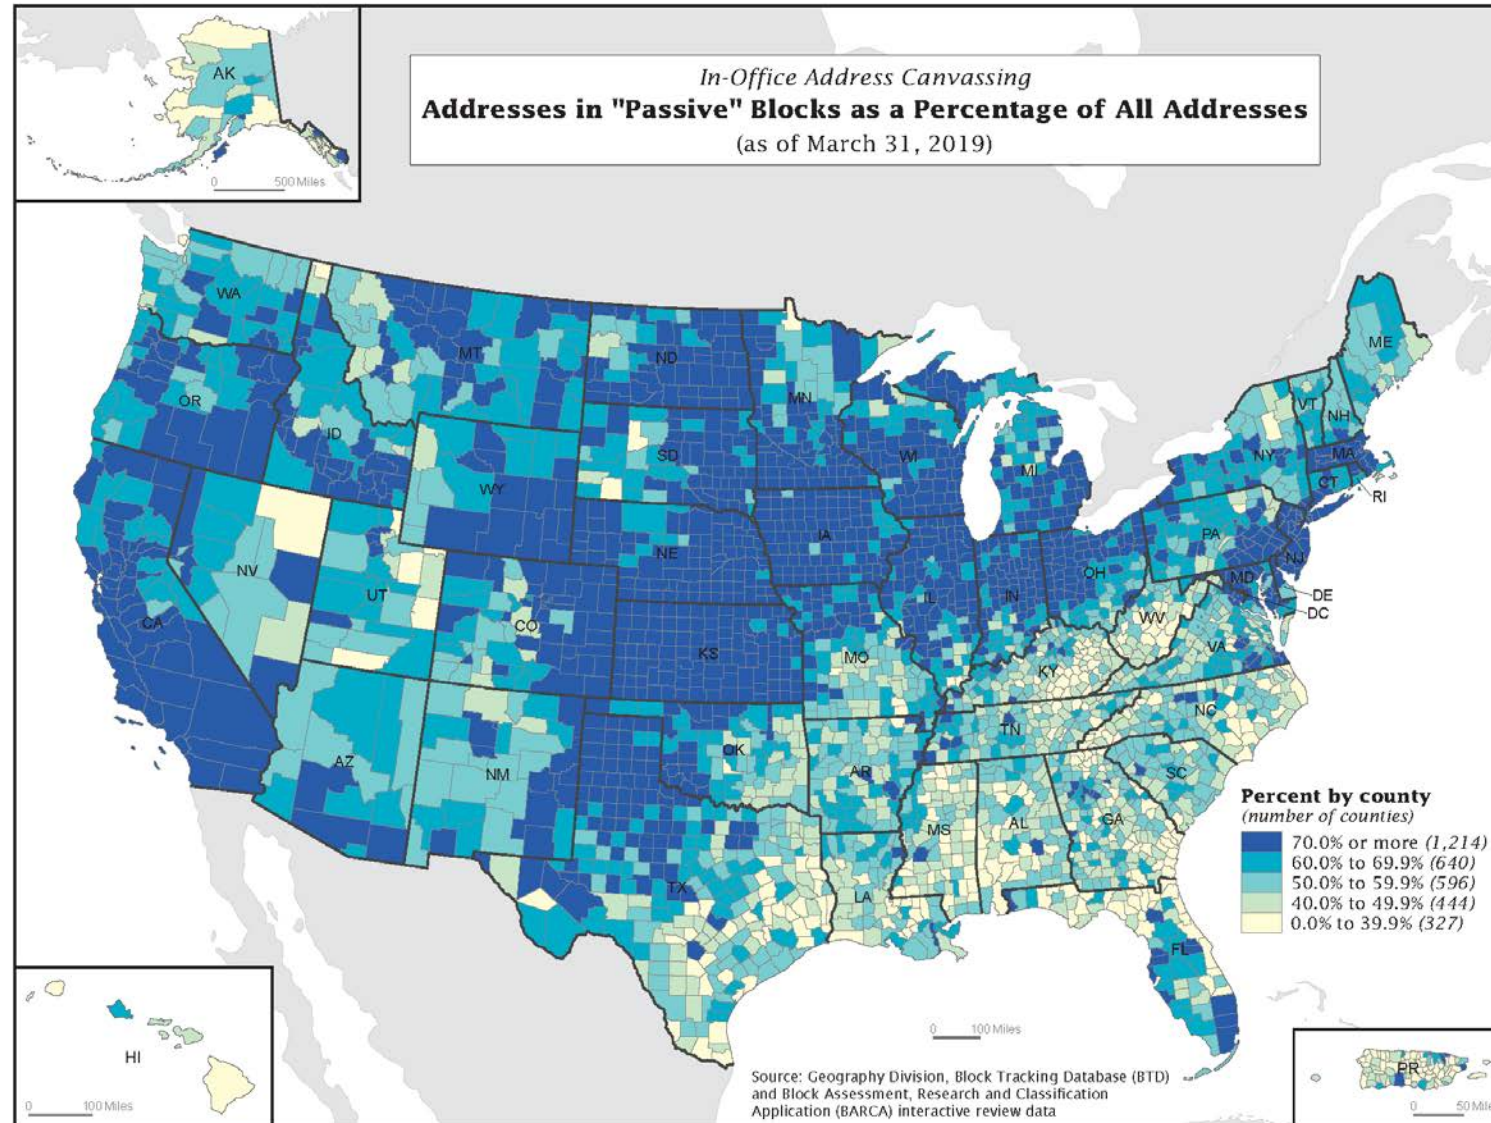 In-Office Address Canvassing
Addresses in "Passive" Blocks as a Percentage of All Addresses
(as of March 31, 2019)
AK
0 500 Miles
WA
MT
ND
MN
ME
OR
ID
SD
WI
MI
VT
NH
NY
MA
CT
RI
WY
IA
NE
PA
NJ
NV
UT
CO
IL
IN
OH
MD
DE
DC
CA
KS
MO
WV
VA
KY
AZ
NM
OK
AR
TN
NC
SC
MS
AL
GA
TX
LA
FL
Percent by county
(number of counties)
70.0% or more (1,214)
60.0% to 69.9% (640)
50.0% to 59.9% (596)
40.0% to 49.9% (444)
0.0% to 39.9% (327)
HI
0 100 Miles
0 100 Miles
PR
0 50 Mile
Source: Geography Division, Block Tracking Database (BTD)
and Block Assessment, Research and Classification
Application (BARCA) interactive review data